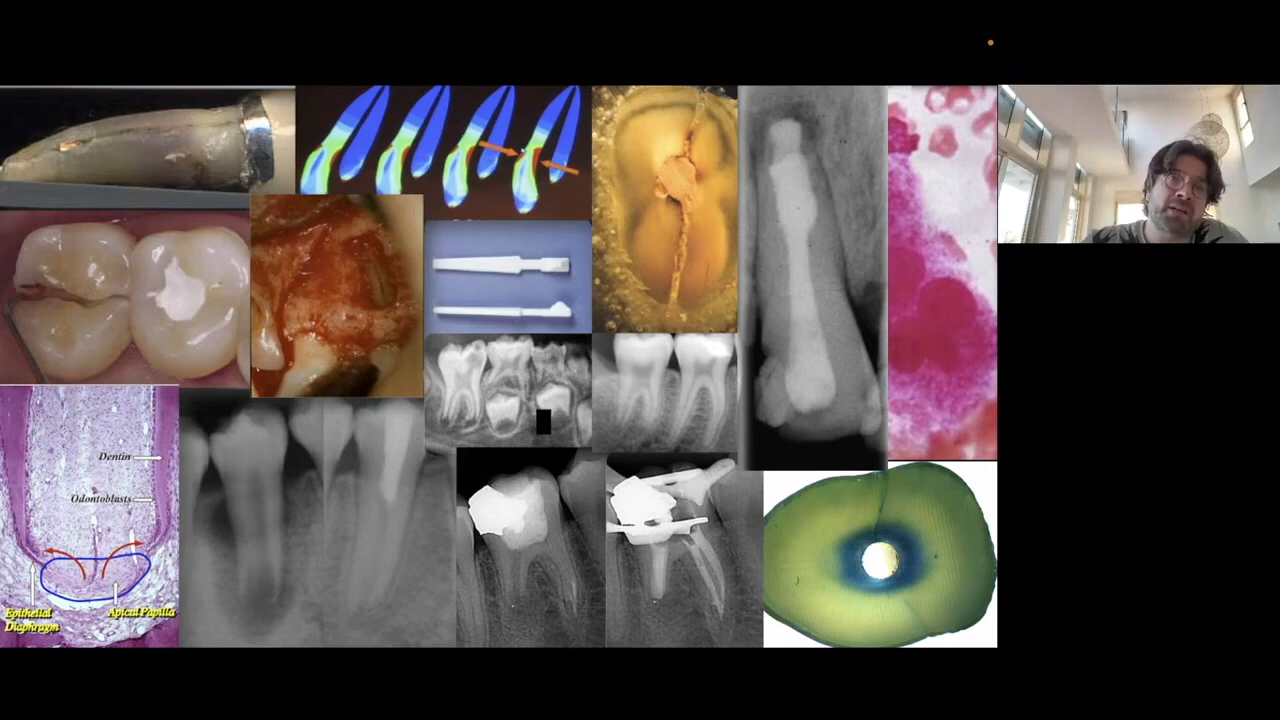 Dentin
Odontoblasts
Epithelial
Diaphragm
Apical Papilla